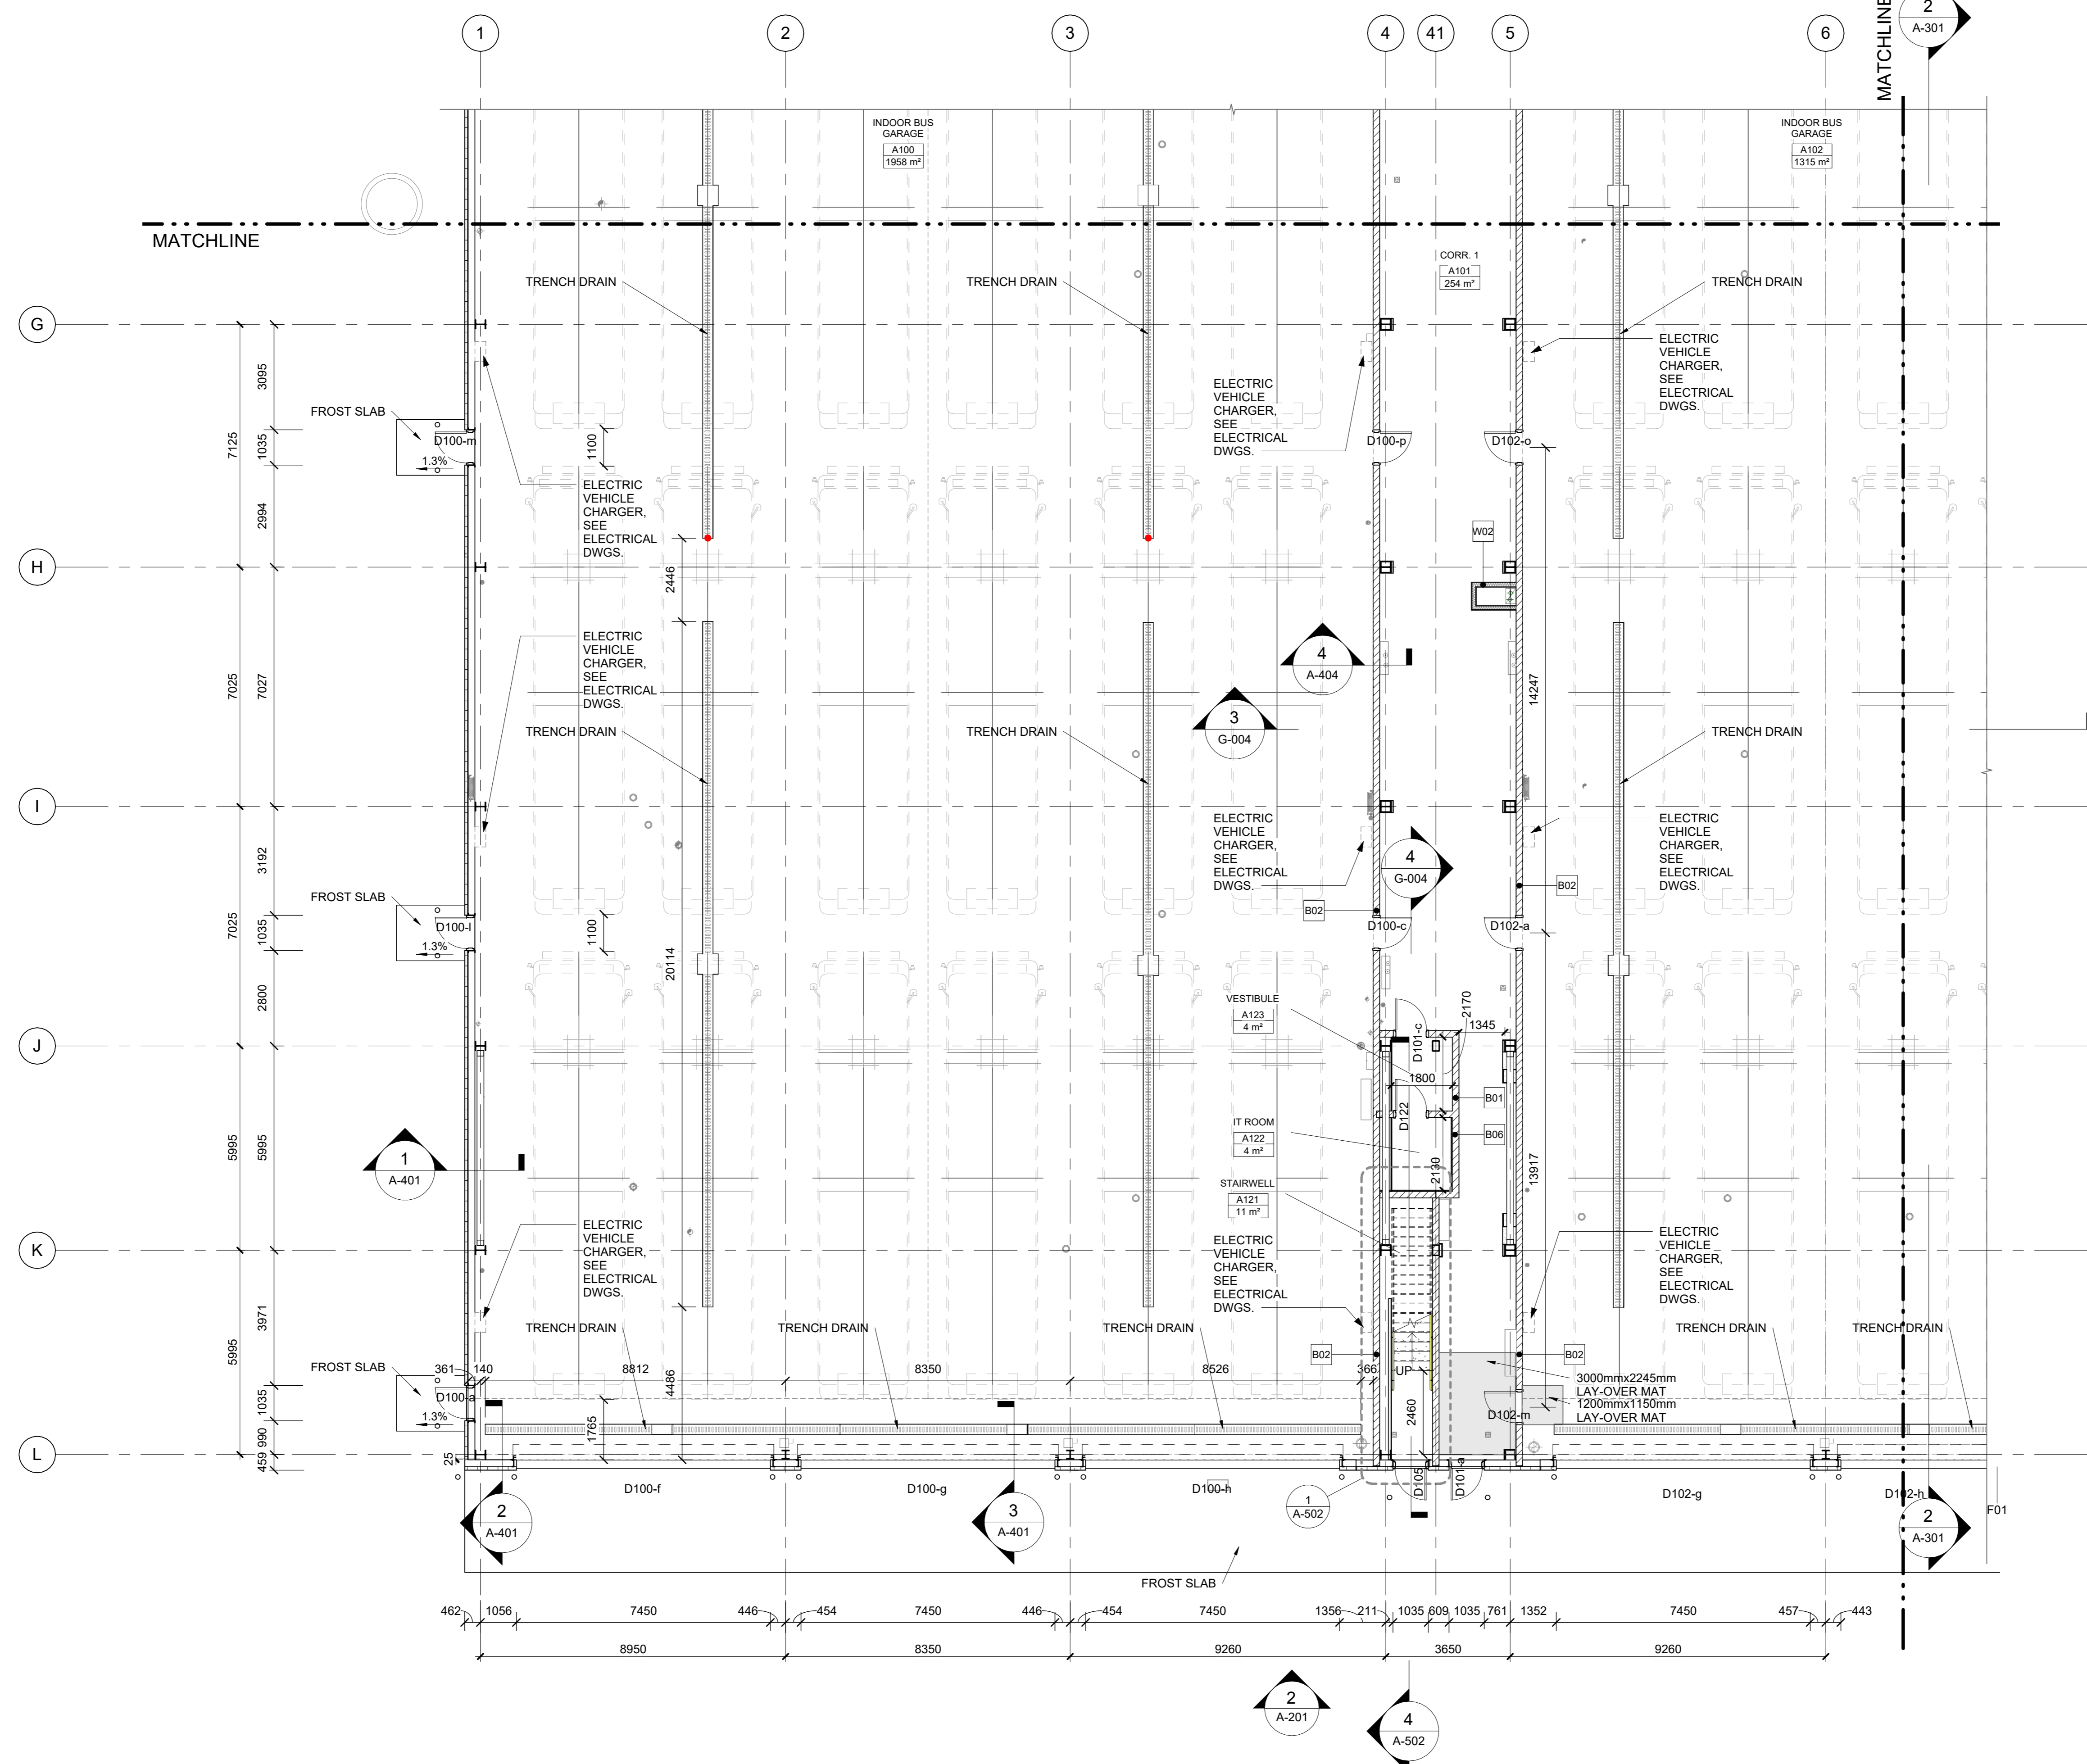 1
2
3
4
41
5
6
MATCHLINE
2
A-301
INDOOR BUS
GARAGE
A100
1958 m²
INDOOR BUS
GARAGE
A102
1315 m²
MATCHLINE
CORR. 1
A101
254 m²
TRENCH DRAIN
TRENCH DRAIN
TRENCH DRAIN
G
ELECTRIC
VEHICLE
CHARGER,
SEE
ELECTRICAL
DWGS.
ELECTRIC
VEHICLE
CHARGER,
SEE
ELECTRICAL
DWGS.
3095
7125
1035
2994
FROST SLAB
D100-m
1.3%
1100
D100-p
D102-o
ELECTRIC
VEHICLE
CHARGER,
SEE
ELECTRICAL
DWGS.
W02
H
2446
ELECTRIC
VEHICLE
CHARGER,
SEE
ELECTRICAL
DWGS.
4
A-404
3
G-004
7025
7027
14247
TRENCH DRAIN
TRENCH DRAIN
TRENCH DRAIN
I
ELECTRIC
VEHICLE
CHARGER,
SEE
ELECTRICAL
DWGS.
4
G-004
ELECTRIC
VEHICLE
CHARGER,
SEE
ELECTRICAL
DWGS.
3192
7025
1035
2800
FROST SLAB
D100-l
1.3%
1100
20114
B02
B02
D100-c
D102-a
VESTIBULE
A123
4 m²
2170
1345
D101-c
J
1800
B01
D122
IT ROOM
A122
4 m²
B06
2130
13917
5995
5995
1
A-401
STAIRWELL
A121
11 m²
K
ELECTRIC
VEHICLE
CHARGER,
SEE
ELECTRICAL
DWGS.
ELECTRIC
VEHICLE
CHARGER,
SEE
ELECTRICAL
DWGS.
ELECTRIC
VEHICLE
CHARGER,
SEE
ELECTRICAL
DWGS.
3971
5995
TRENCH DRAIN
TRENCH DRAIN
TRENCH DRAIN
TRENCH DRAIN
TRENCH DRAIN
B02
B02
FROST SLAB
361
140
8812
8350
8526
366
UP
3000mmx2245mm
LAY-OVER MAT
1200mmx1150mm
LAY-OVER MAT
D100-a
1.3%
1035
990
459
4486
1765
2460
D102-m
25
L
D105
D101-a
D100-f
D100-g
D100-h
D102-g
D102-h
F01
2
A-401
3
A-401
1
A-502
2
A-301
FROST SLAB
462
1056
7450
446
454
7450
446
454
7450
1356
211
1035
609
1035
761
1352
7450
457
443
8950
8350
9260
3650
9260
2
A-201
4
A-502